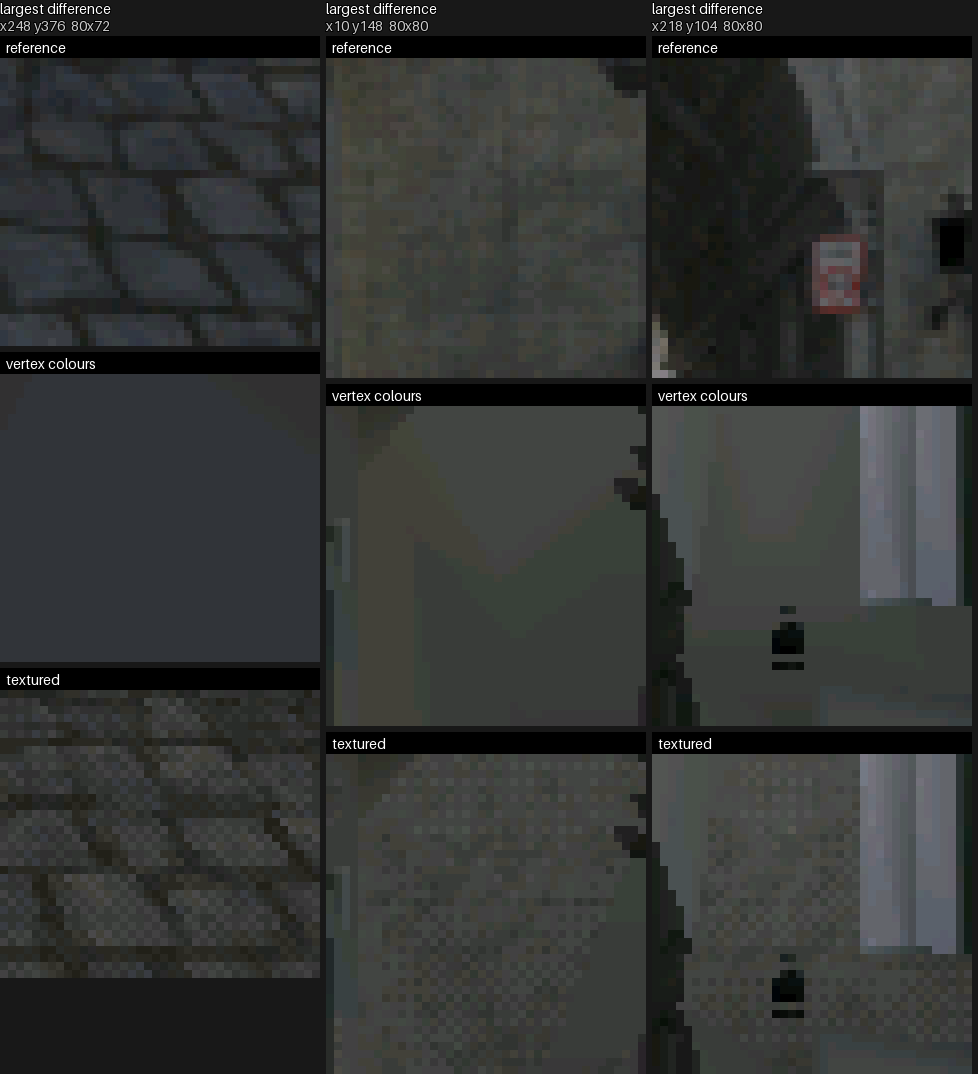 largest difference
x248 y376 80x72
reference
vertex colours
textured
largest difference
x10 y148 80x80
reference
vertex colours
textured
largest difference
x218 y104 80x80
reference
vertex colours
textured